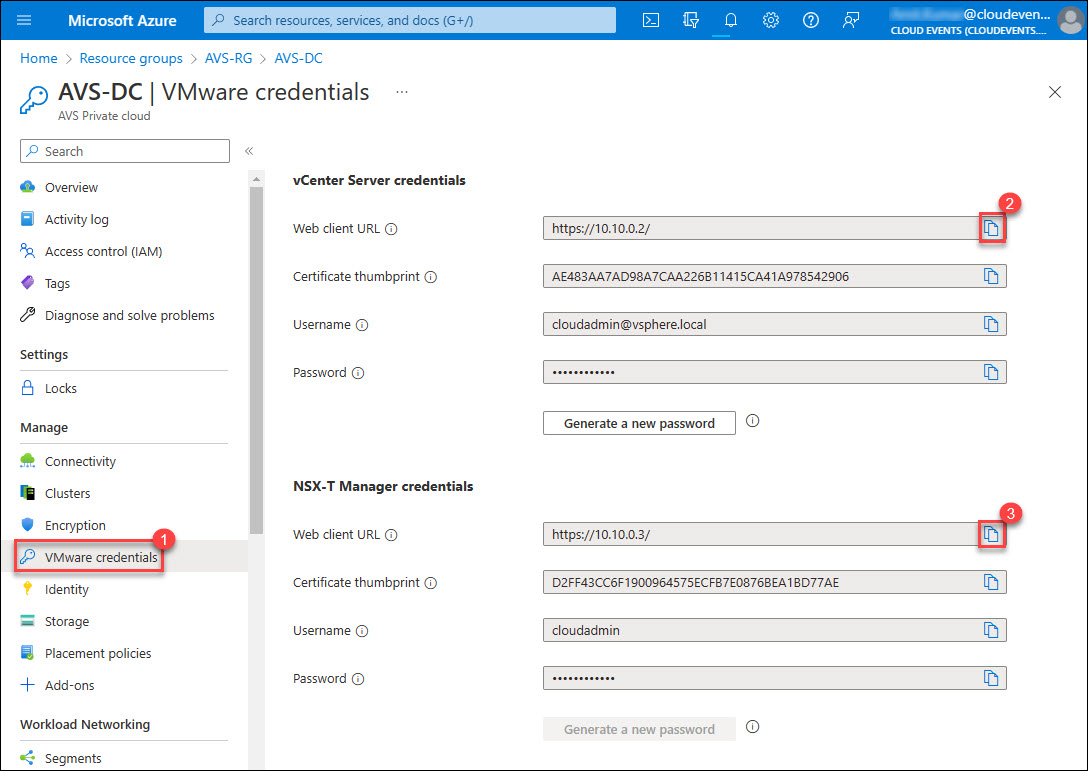 Microsoft Azure
Search resources, services, and docs (G+/)
@cloudeven...
CLOUD EVENTS (CLOUDEVENTS....
Home > Resource groups > AVS-RG > AVS-DC
AVS-DC | VMware credentials ...
AVS Private cloud
Search
«
Overview
Activity log
Access control (IAM)
Tags
Diagnose and solve problems
Settings
Locks
Manage
Connectivity
Clusters
Encryption
VMware credentials
1
Identity
Storage
Placement policies
Add-ons
Workload Networking
Segments
vCenter Server credentials
2
Web client URL https://10.10.0.2/
Certificate thumbprint AE483AA7AD98A7CAA226B11415CA41A978542906
Username cloudadmin@vsphere.local
Password ••••••••••••
Generate a new password
NSX-T Manager credentials
3
Web client URL https://10.10.0.3/
Certificate thumbprint D2FF43CC6F1900964575ECFB7E0876BEA1BD77AE
Username cloudadmin
Password ••••••••••••
Generate a new password